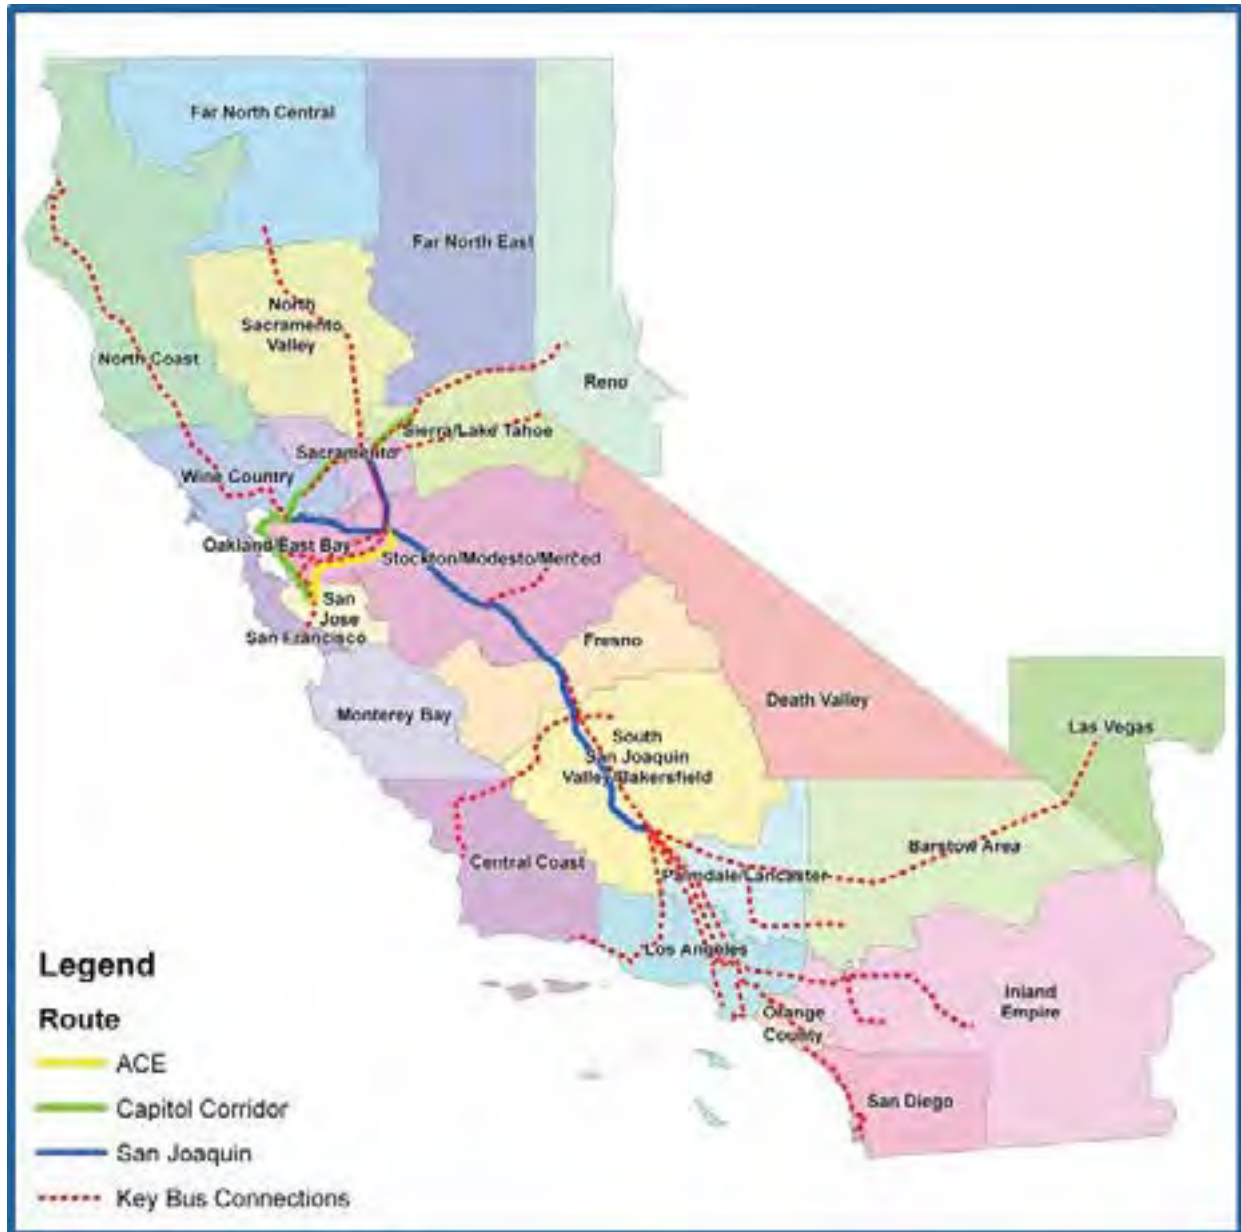 Far North Central
Far North East
North
Sacramento
Valley
North Coast
Reno
Sierra/Lake Tahoe
Sacramento
Wine Country
Oakland/East Bay
Stockton/Modesto/Merced
San
Jose
San Francisco
Fresno
Monterey Bay
Death Valley
Las Vegas
South
San Joaquin
Valley/Bakersfield
Barstow Area
Central Coast
Palmdale/Lancaster
Los Angeles
Inland
Empire
Orange
County
San Diego
Legend
Route
ACE
Capitol Corridor
San Joaquin
Key Bus Connections